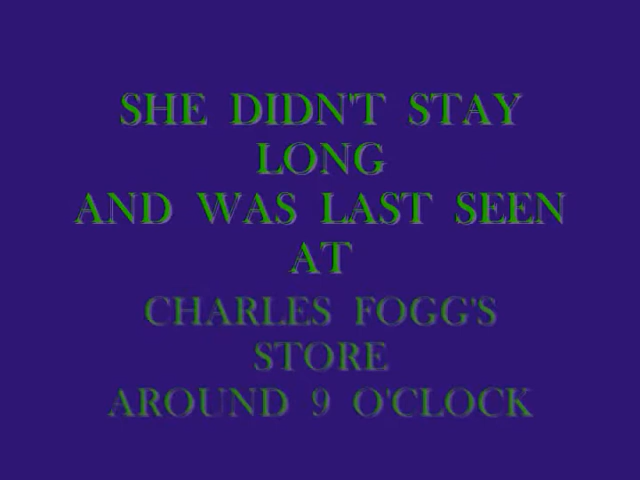 SHE DIDN'T STAY
LONG
AND WAS LAST SEEN
AT
CHARLES FOGG'S
STORE
AROUND 9 O'CLOCK